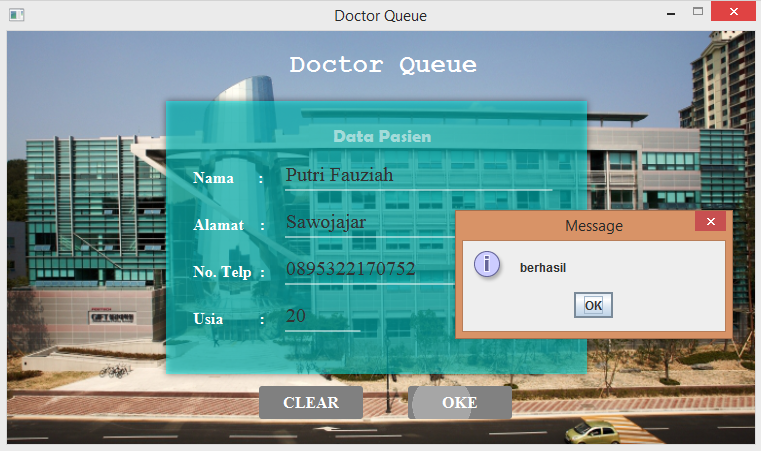 Doctor Queue
Doctor Queue
Data Pasien
Nama : Putri Fauziah
Alamat : Sawojajar
No. Telp : 0895322170752
Usia : 20
Message
i
berhasil
OK
CLEAR OKE